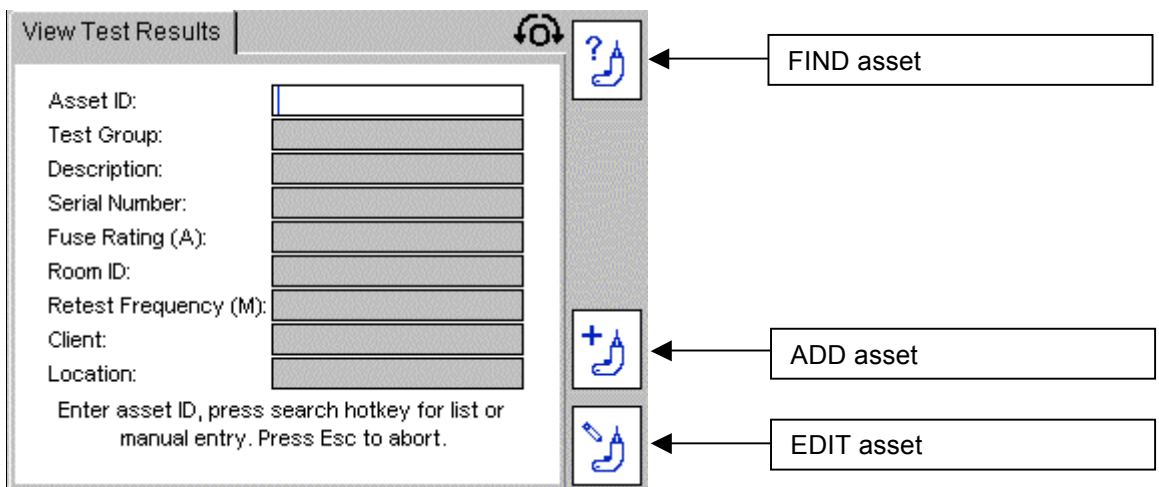 View Test Results
?
FIND asset
Asset ID:
Test Group:
Description:
Serial Number:
Fuse Rating (A):
Room ID:
Retest Frequency (M):
Client:
+
ADD asset
Location:
Enter asset ID, press search hotkey for list or
manual entry. Press Esc to abort.
EDIT asset